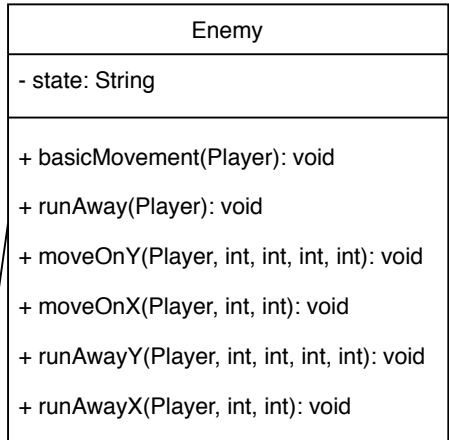 Enemy
- state: String
+ basicMovement(Player): void
+ runAway(Player): void
+ moveOnY(Player, int, int, int, int): void
+ moveOnX(Player, int, int): void
+ runAwayY(Player, int, int, int, int): void
+ runAwayX(Player, int, int): void